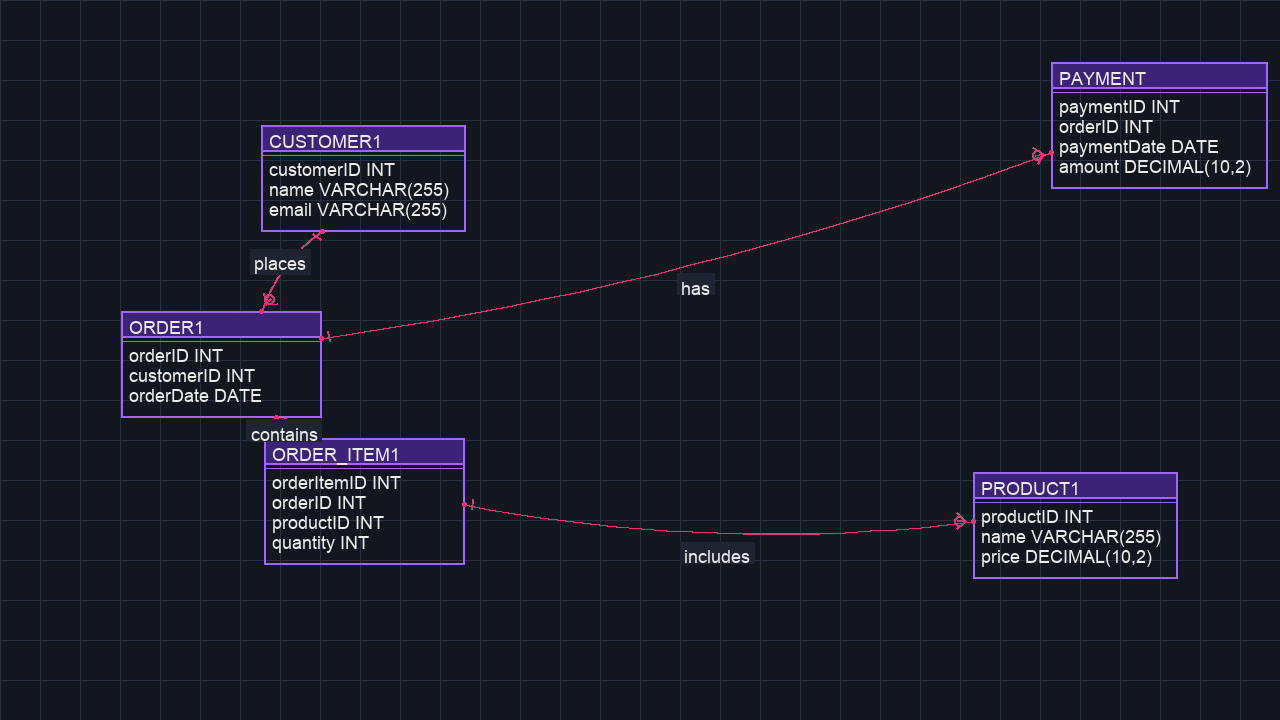 PAYMENT
paymentID INT
orderID INT
paymentDate DATE
amount DECIMAL(10,2)
CUSTOMER1
customerID INT
name VARCHAR(255)
email VARCHAR(255)
places
has
ORDER1
orderID INT
customerID INT
orderDate DATE
contains
ORDER_ITEM1
orderItemID INT
orderID INT
productID INT
quantity INT
includes
PRODUCT1
productID INT
name VARCHAR(255)
price DECIMAL(10,2)